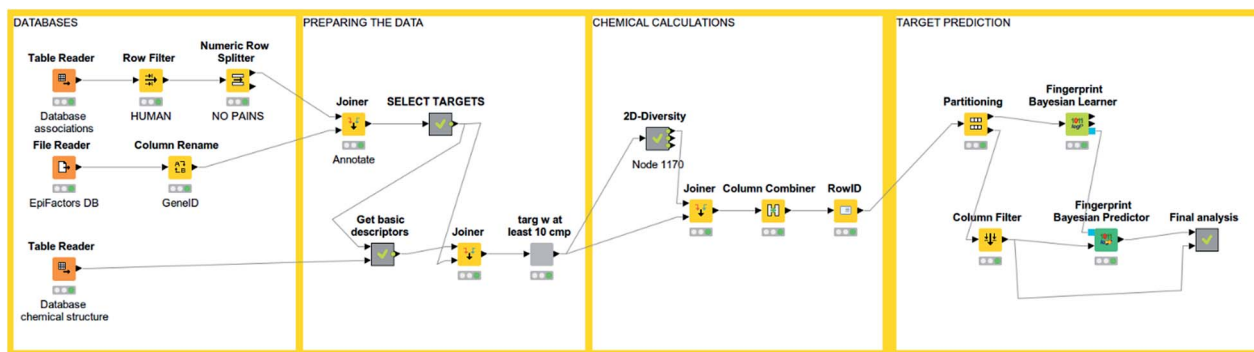 DATABASES
Table Reader
Row Filter
Numeric Row
Splitter
Database
associations
HUMAN
NO PAINS
File Reader
Column Rename
EpiFactors DB
GeneID
Table Reader
Database
chemical structure
PREPARING THE DATA
Joiner
SELECT TARGETS
Annotate
Get basic
descriptors
Joiner
targ w at
least 10 cmp
CHEMICAL CALCULATIONS
2D-Diversity
Node 1170
Joiner
Column Combiner
RowID
TARGET PREDICTION
Partitioning
Fingerprint
Bayesian Learner
Column Filter
Fingerprint
Bayesian Predictor
Final analysis